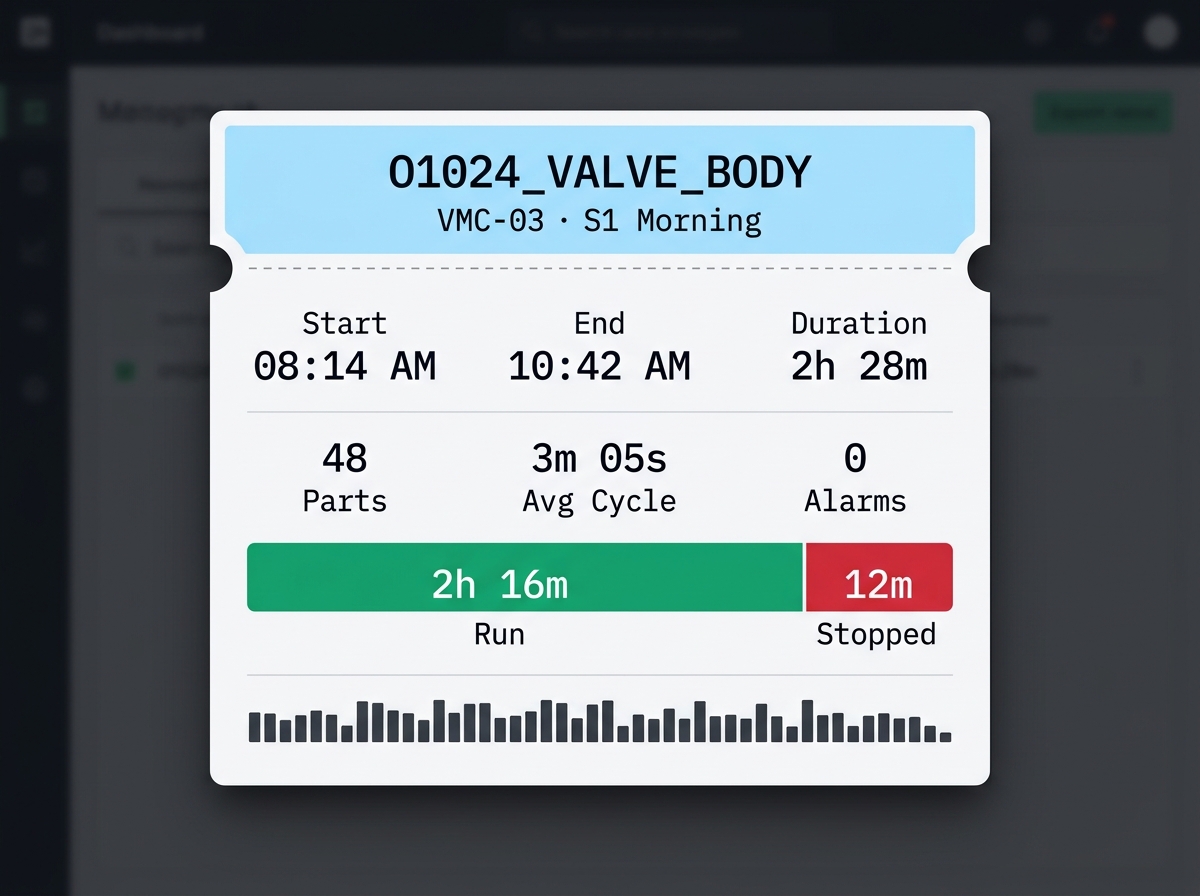 Dashboard
O1024_VALVE_BODY
VMC-03 · S1 Morning
Start End Duration
08:14 AM 10:42 AM 2h 28m
48 3m 05s 0
Parts Avg Cycle Alarms
2h 16m 12m
Run Stopped